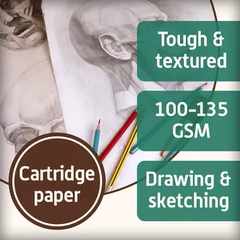 Tough &
textured
100-135
GSM
Cartridge
paper
Drawing &
sketching